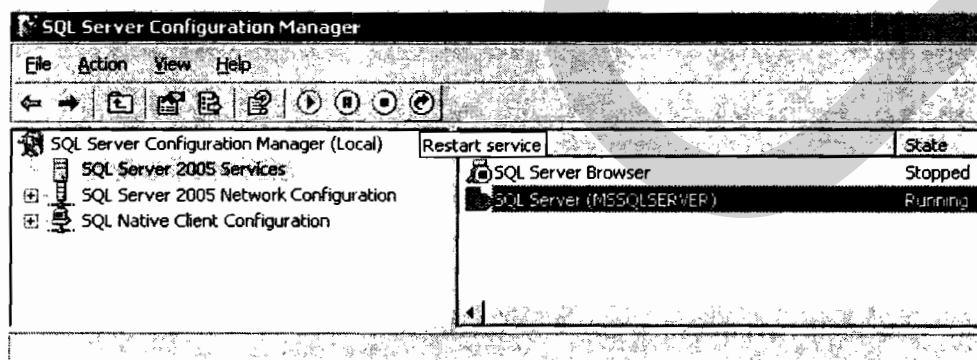 SQL Server Configuration Manager
File Action View Help
SQL Server Configuration Manager (Local)
Restart service
State
SQL Server 2005 Services
SQL Server Browser
Stopped
SQL Server 2005 Network Configuration
SQL Server (MSSQLSERVER)
Running
SQL Native Client Configuration